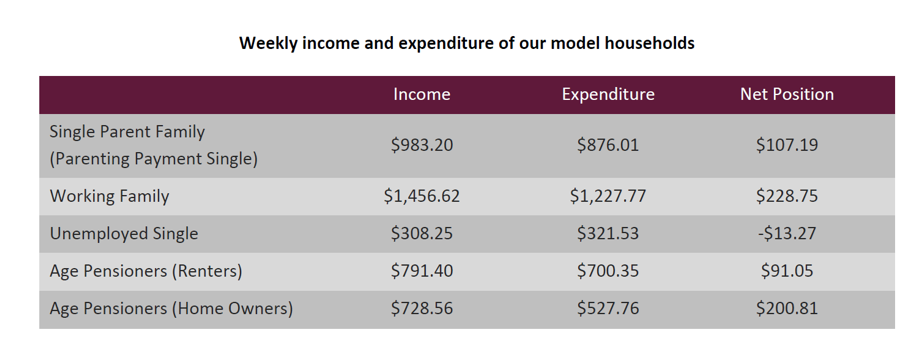 Weekly income and expenditure of our model households
Income Expenditure Net Position
Single Parent Family
(Parenting Payment Single) $983.20 $876.01 $107.19
Working Family $1,456.62 $1,227.77 $228.75
Unemployed Single $308.25 $321.53 -$13.27
Age Pensioners (Renters) $791.40 $700.35 $91.05
Age Pensioners (Home Owners) $728.56 $527.76 $200.81